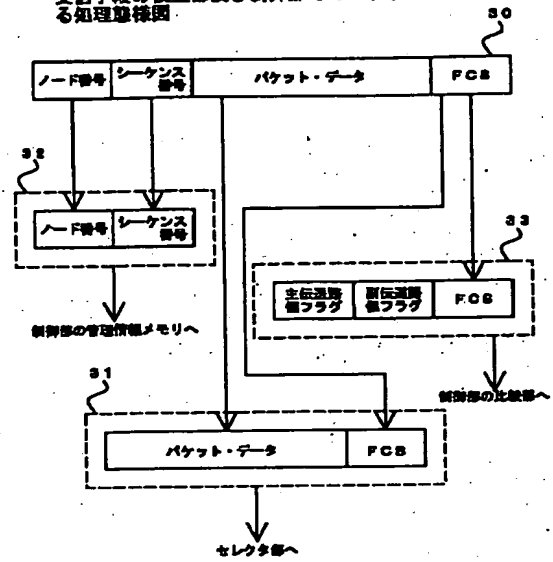 る処理態様図
30
ノード番号 シーケンス番号 パケット・データ FCS
32
ノード番号 シーケンス番号
33
主伝送路側フラグ 副伝送路側フラグ FCS
制御部の管理情報メモリへ
制御部の比較部へ
31
パケット・データ FCS
セレクタ部へ